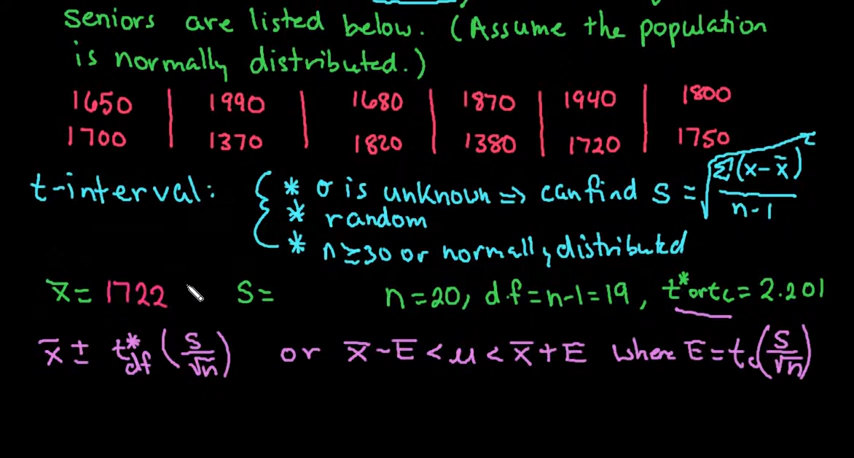 seniors are listed below. (Assume the population
is normally distributed.)
1650 | 1990 | 1680 | 1870 | 1940 | 1800
1700 | 1370 | 1820 | 1380 | 1720 | 1750
t-interval: { * σ is unknown ⇒ can find S = √(Σ(x-x̄)²/(n-1))
* random
* n≥30 or normally distributed
x̄ = 1722 S = n=20, d.f=n-1=19, t* or tc = 2.201
x̄ ± t*df (S/√n) or x̄-E < μ < x̄+E where E = tc(S/√n)